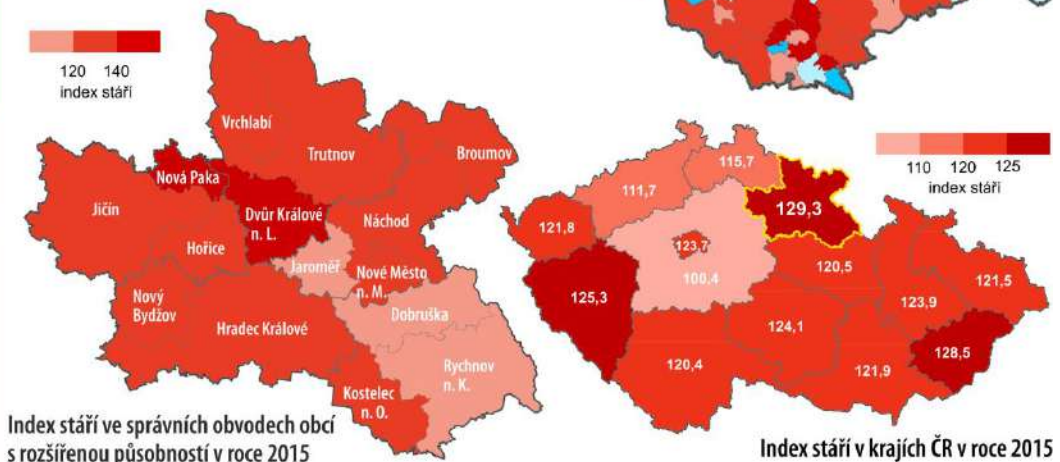 120 140
index stáří
Vrchlabí
Trutnov
Broumov
Nová Paka
Jičín
Dvůr Králové
n. L.
Náchod
Hořice
Jaroměř
Nové Město
n. M.
Nový
Bydžov
Hradec Králové
Dobruška
Rychnov
n. K.
Kostelec
n. O.
Index stáří ve správních obvodech obcí
s rozšířenou působností v roce 2015
110 120 125
index stáří
115,7
111,7
129,3
121,8
123,7
100,4
120,5
121,5
125,3
123,9
124,1
128,5
120,4
121,9
Index stáří v krajích ČR v roce 2015